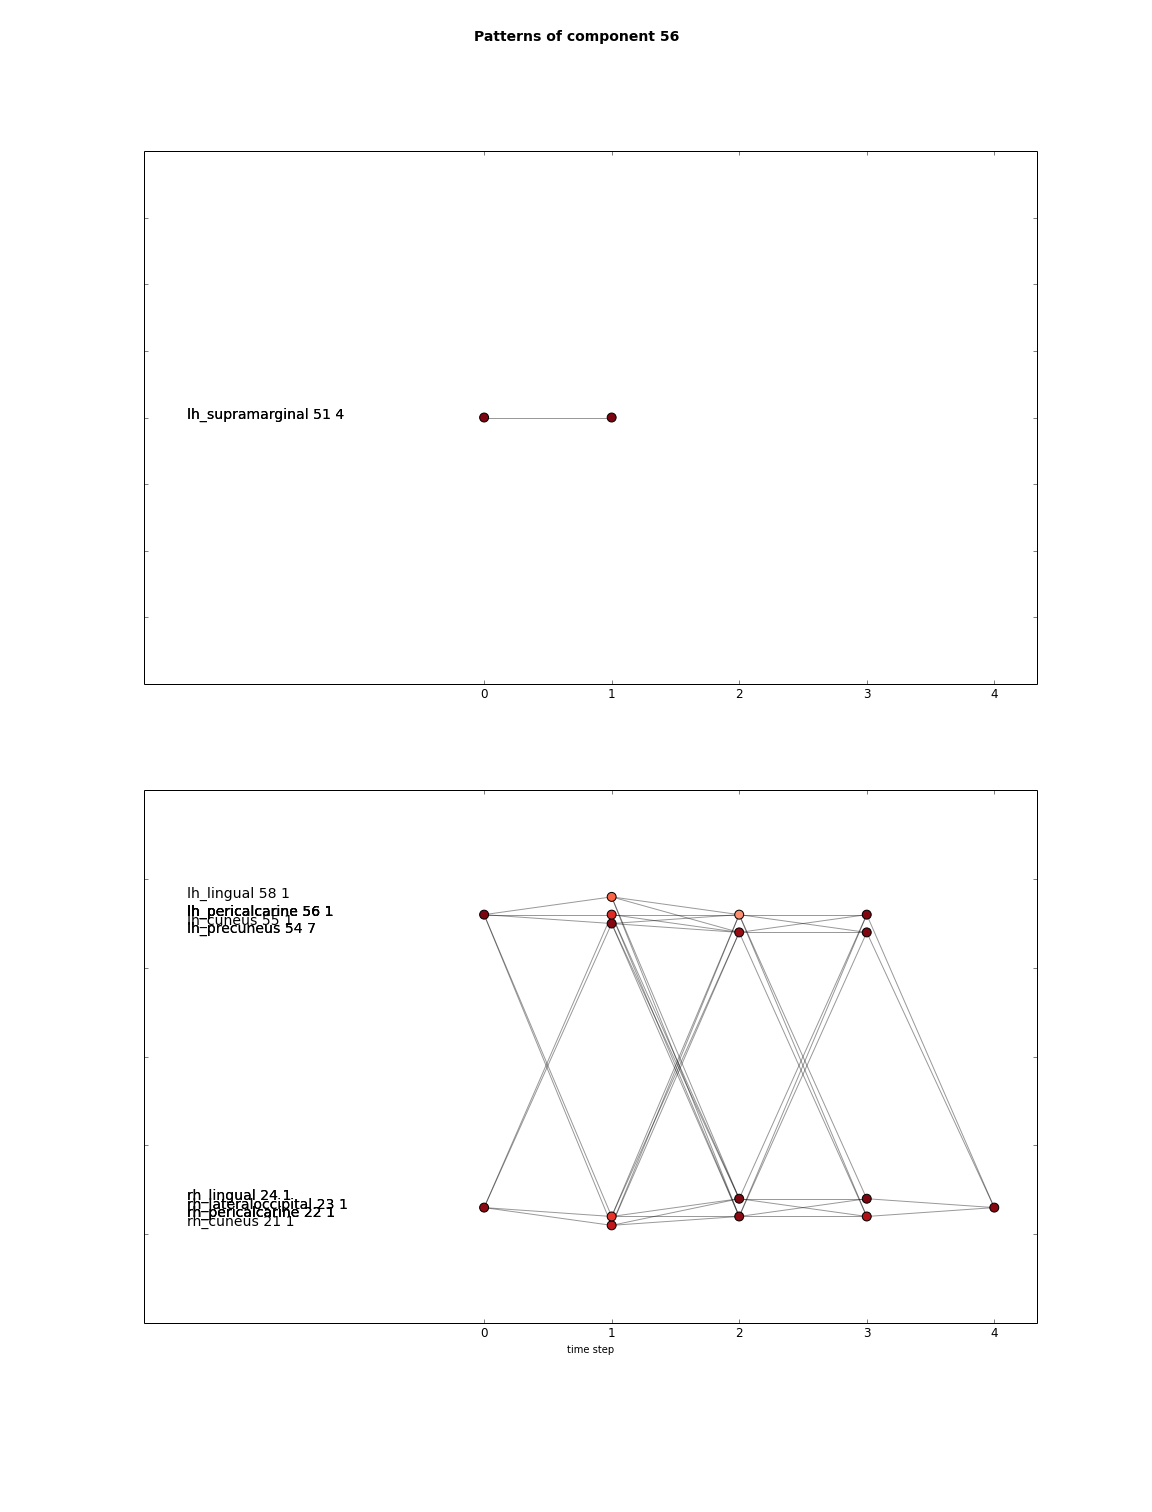 Patterns of component 56
lh_supramarginal 51 4
0 1 2 3 4
lh_lingual 58 1
lh_pericalcarine 56 1
lh_cuneus 55 1
lh_precuneus 54 7
rh_lingual 24 1
rh_lateraloccipital 23 1
rh_pericalcarine 22 1
rh_cuneus 21 1
0 1 2 3 4
time step